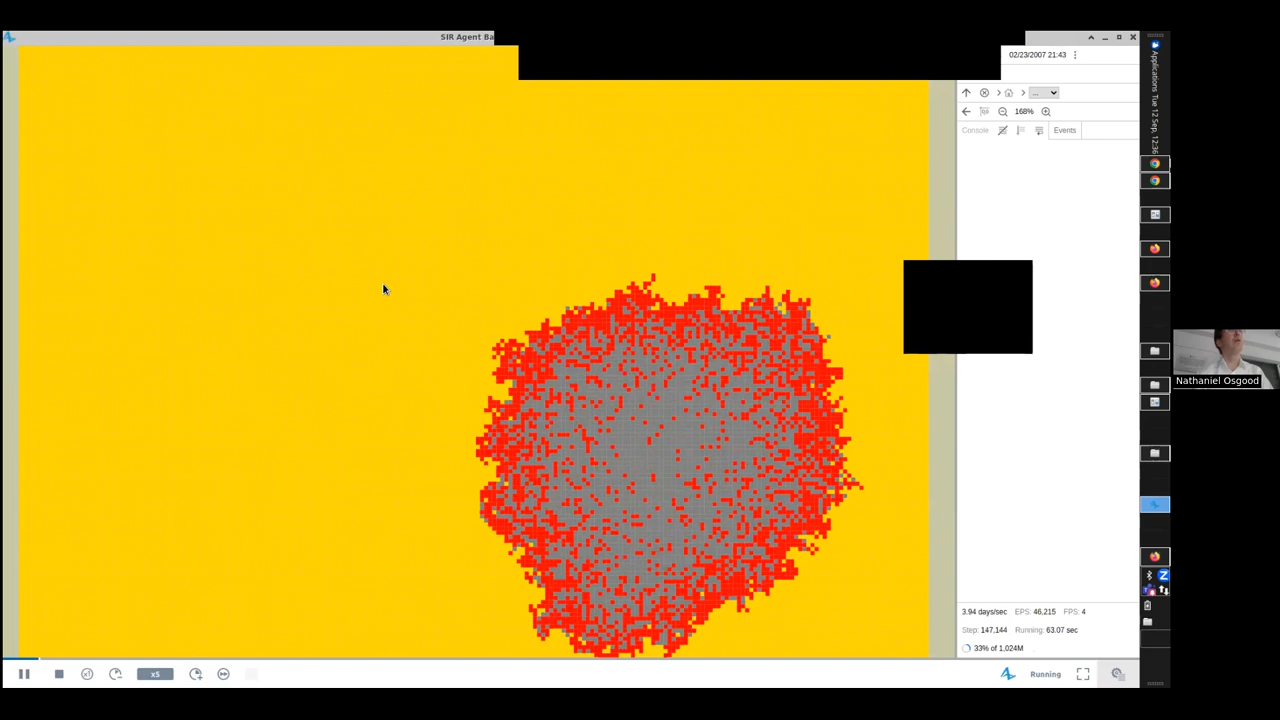 SIR Agent Ba
02/23/2007 21:43
...
168%
Console
Events
Applications Tue 12 Sep, 12:36
Nathaniel Osgood
3.94 days/sec EPS: 46,215 FPS: 4
Step: 147,144 Running: 63.07 sec
33% of 1,024M
x1
x5
Running